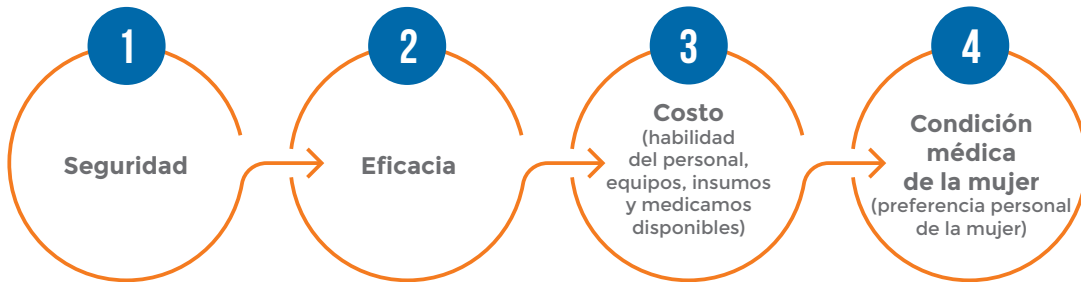 1
Seguridad
2
Eficacia
3
Costo
(habilidad
del personal,
equipos, insumos
y medicamos
disponibles)
4
Condición
médica
de la mujer
(preferencia personal
de la mujer)